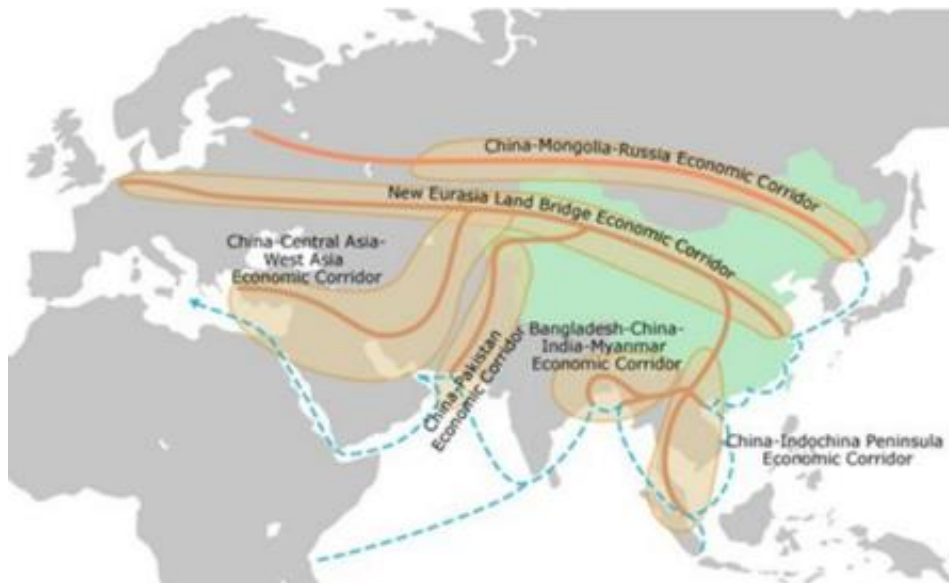 China-Mongolia-Russia Economic Corridor
New Eurasia Land Bridge Economic Corridor
China-Central Asia-
West Asia
Economic Corridor
China-Pakistan
Economic Corridor
Bangladesh-China-
India-Myanmar
Economic Corridor
China-Indochina Peninsula
Economic Corridor